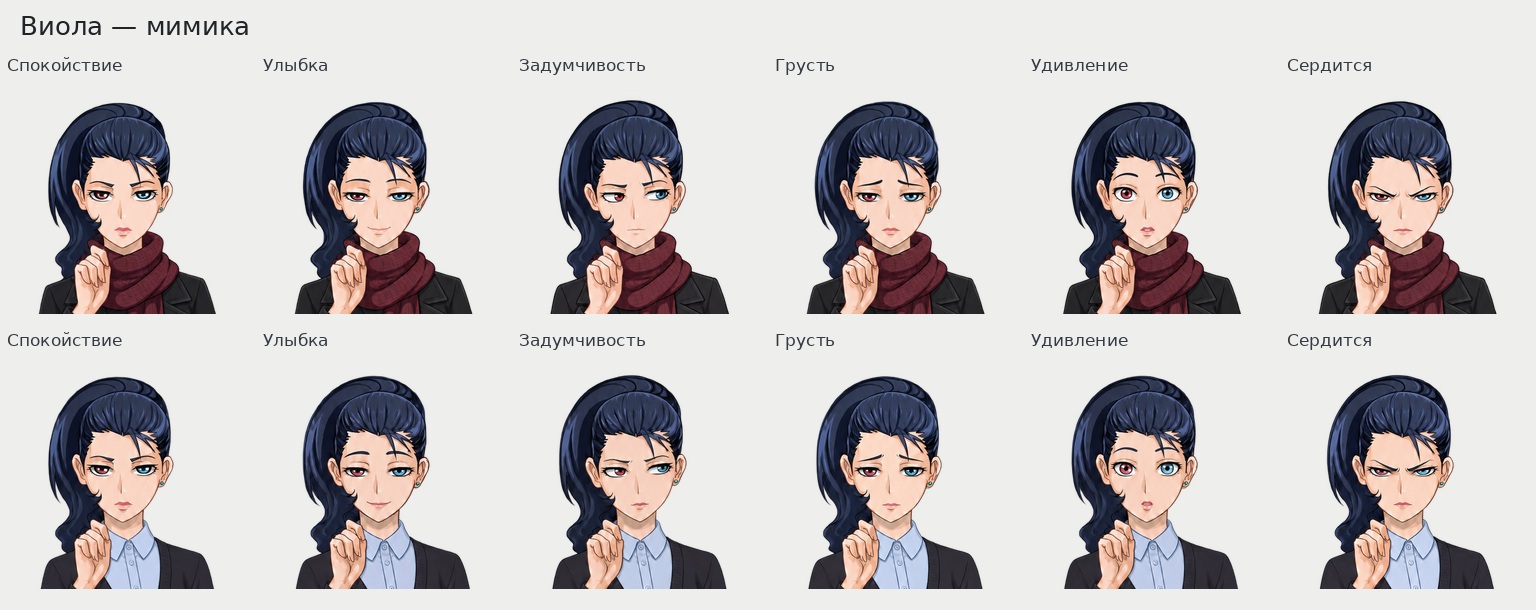 Виола — мимика
Спокойствие
Улыбка
Задумчивость
Грусть
Удивление
Сердится
Спокойствие
Улыбка
Задумчивость
Грусть
Удивление
Сердится